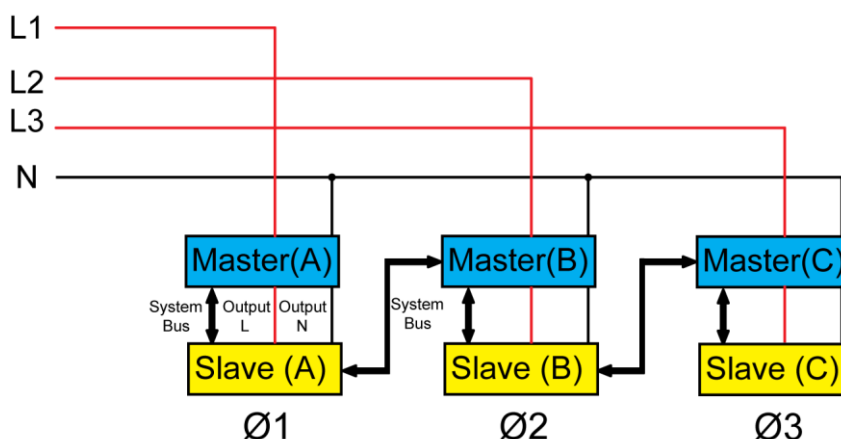 L1
L2
L3
N
Master(A)
Master(B)
Master(C)
System
Bus
Output
L
Output
N
System
Bus
Slave (A)
Slave (B)
Slave (C)
Ø1
Ø2
Ø3